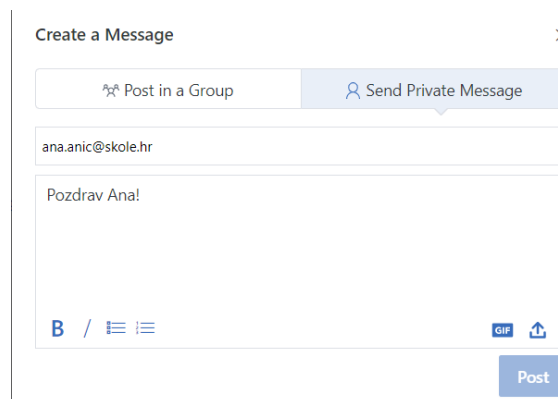 Create a Message
Post in a Group
Send Private Message
ana.anic@skole.hr
Pozdrav Ana!
B I
GIF
Post